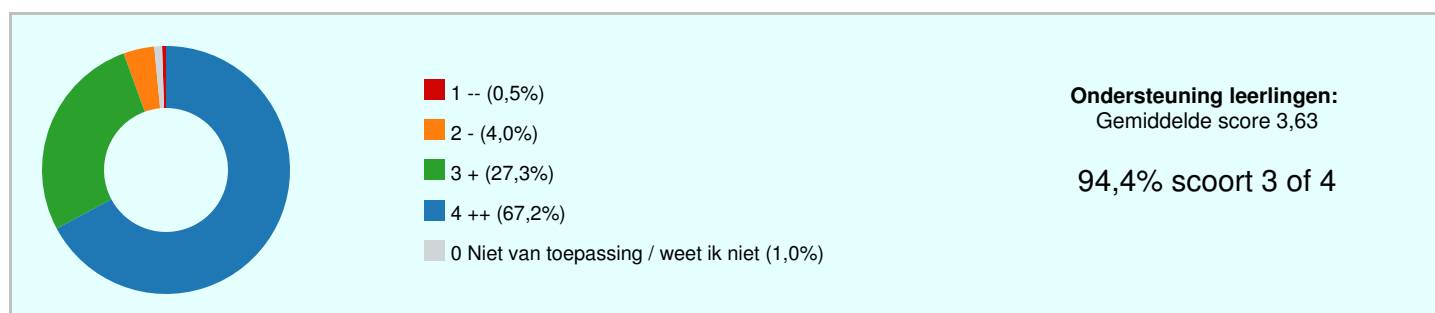 1 -- (0,5%)
2 - (4,0%)
3 + (27,3%)
4 ++ (67,2%)
0 Niet van toepassing / weet ik niet (1,0%)
Ondersteuning leerlingen:
Gemiddelde score 3,63
94,4% scoort 3 of 4